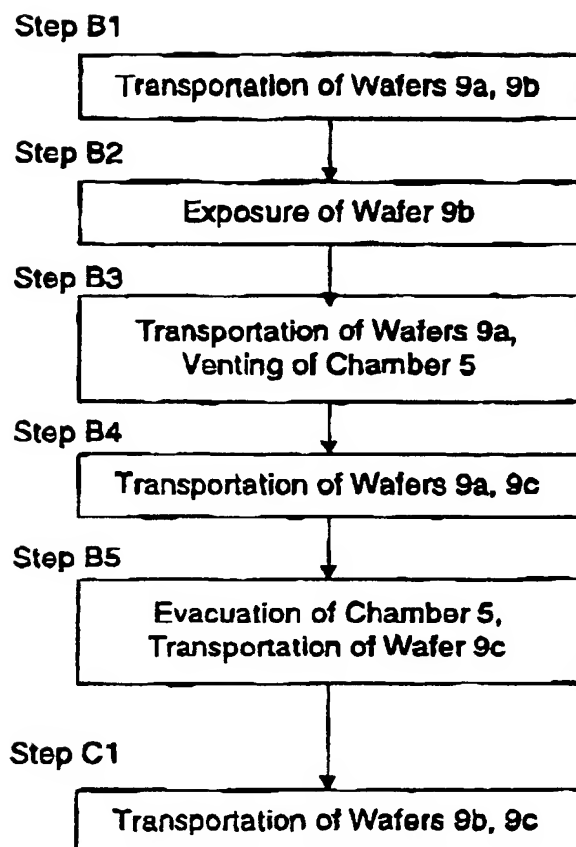 Step B1
Transportation of Wafers 9a, 9b
Step B2
Exposure of Wafer 9b
Step B3
Transportation of Wafers 9a,
Venting of Chamber 5
Step B4
Transportation of Wafers 9a, 9c
Step B5
Evacuation of Chamber 5,
Transportation of Wafer 9c
Step C1
Transportation of Wafers 9b, 9c